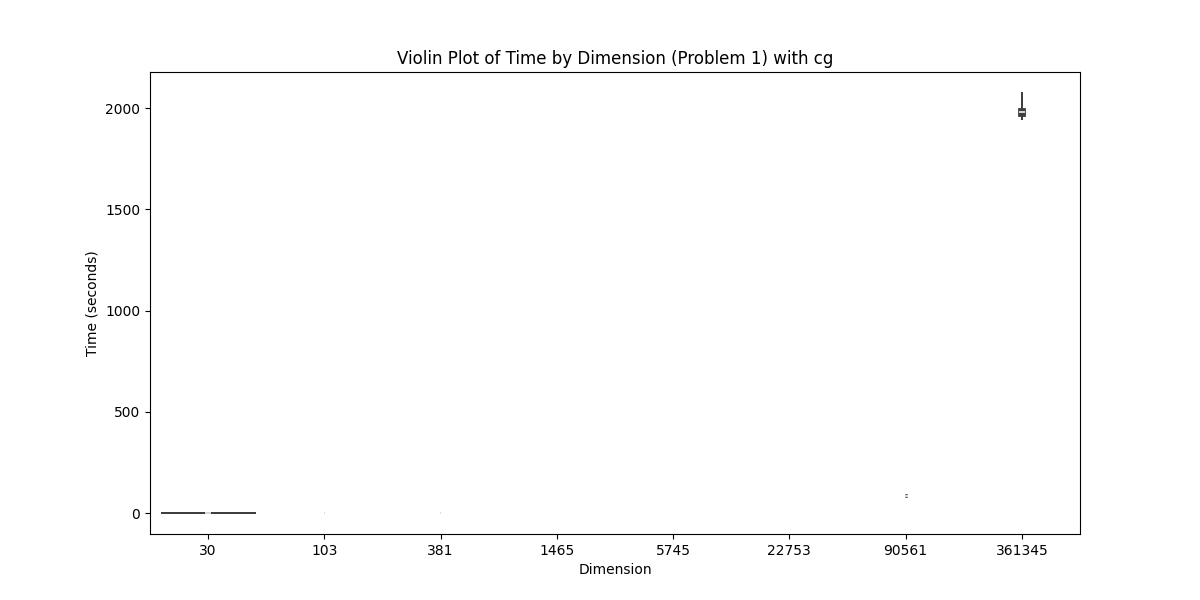 Violin Plot of Time by Dimension (Problem 1) with cg
2000
1500
1000
500
0
Time (seconds)
30 103 381 1465 5745 22753 90561 361345
Dimension